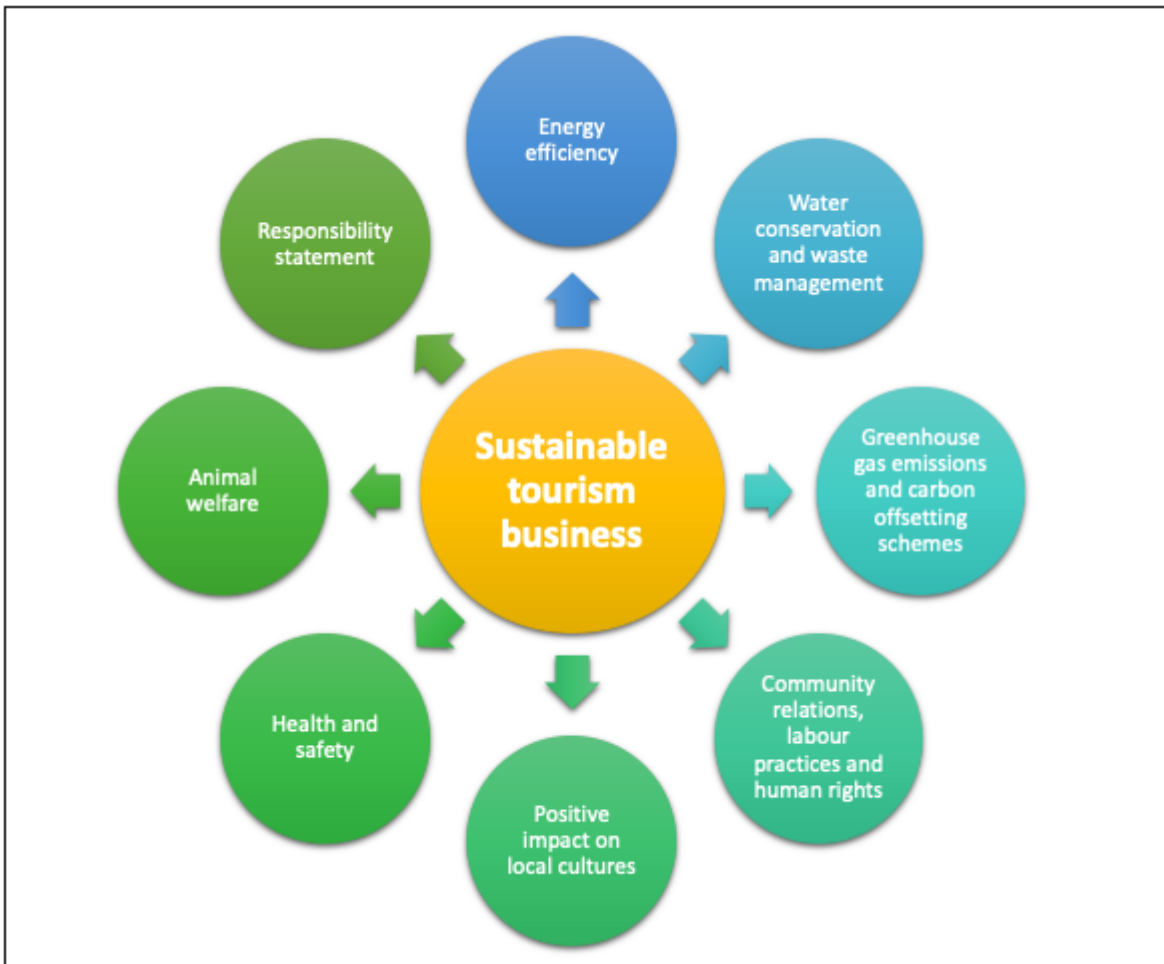 Energy
efficiency
Water
conservation
and waste
management
Greenhouse
gas emissions
and carbon
offsetting
schemes
Community
relations,
labour
practices and
human rights
Positive
impact on
local cultures
Health and
safety
Animal
welfare
Responsibility
statement
Sustainable
tourism
business